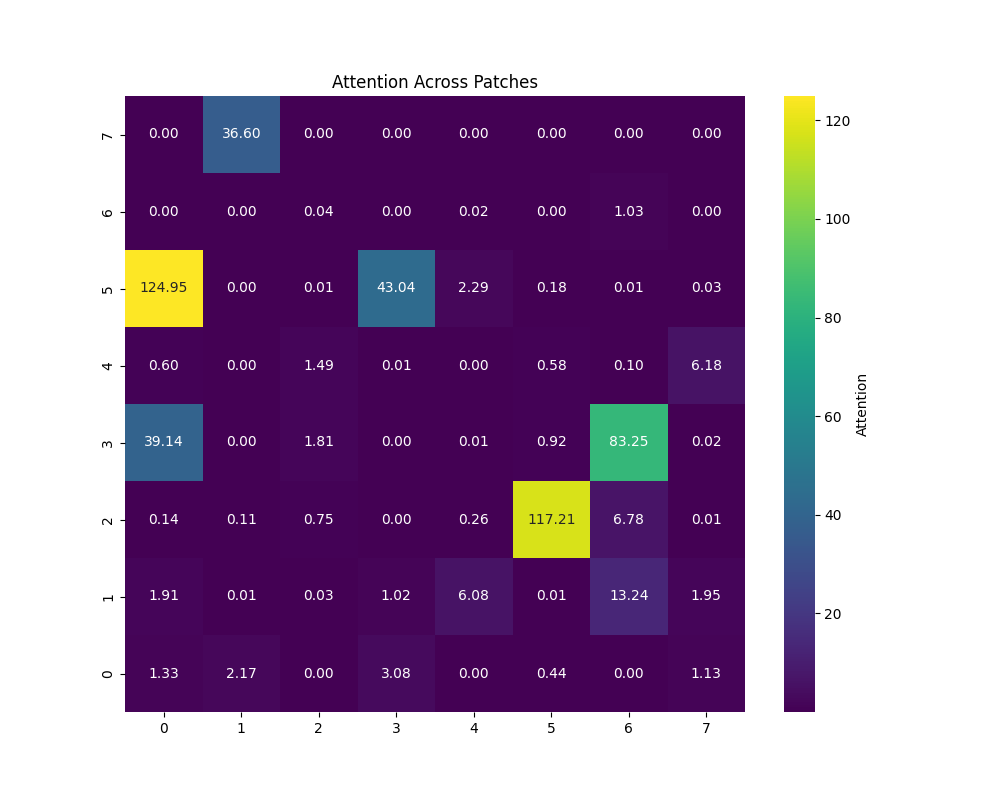 Attention Across Patches
7 0.00 36.60 0.00 0.00 0.00 0.00 0.00 0.00
6 0.00 0.00 0.04 0.00 0.02 0.00 1.03 0.00
5 124.95 0.00 0.01 43.04 2.29 0.18 0.01 0.03
4 0.60 0.00 1.49 0.01 0.00 0.58 0.10 6.18
3 39.14 0.00 1.81 0.00 0.01 0.92 83.25 0.02
2 0.14 0.11 0.75 0.00 0.26 117.21 6.78 0.01
1 1.91 0.01 0.03 1.02 6.08 0.01 13.24 1.95
0 1.33 2.17 0.00 3.08 0.00 0.44 0.00 1.13
0 1 2 3 4 5 6 7
120
100
80
60
40
20
Attention